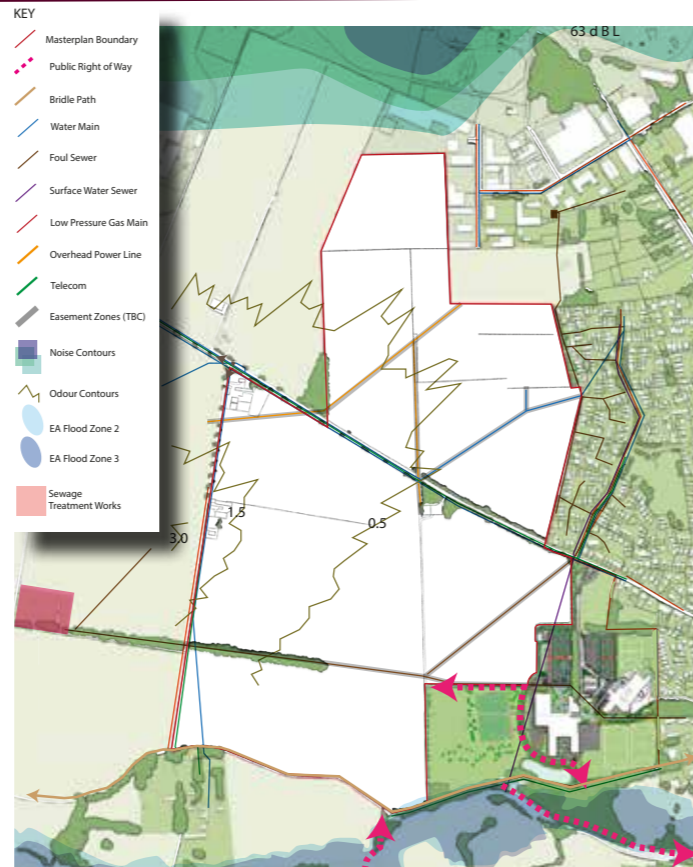 KEY
Masterplan Boundary
Public Right of Way
Bridle Path
Water Main
Foul Sewer
Surface Water Sewer
Low Pressure Gas Main
Overhead Power Line
Telecom
Easement Zones (TBC)
Noise Contours
Odour Contours
EA Flood Zone 2
EA Flood Zone 3
Sewage
Treatment Works
63 d B L
1.5
0.5
3.0